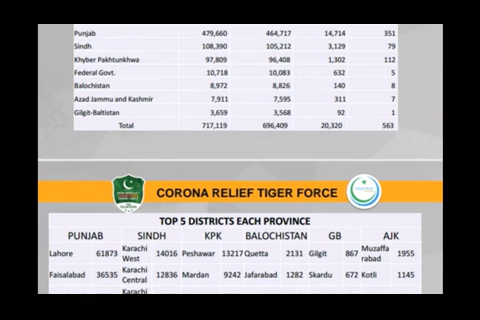 Punjab 479,660 464,717 14,714 351
Sindh 108,390 105,212 3,129 79
Khyber Pakhtunkhwa 97,809 96,408 1,302 112
Federal Govt. 10,718 10,083 632 5
Balochistan 8,972 8,826 140 8
Azad Jammu and Kashmir 7,911 7,595 311 7
Gilgit-Baltistan 3,659 3,568 92 1
Total 717,119 696,409 20,320 563
CORONA RELIEF TIGER FORCE
TOP 5 DISTRICTS EACH PROVINCE
PUNJAB SINDH KPK BALOCHISTAN GB AJK
Lahore 61873 Karachi West 14016 Peshawar 13217 Quetta 2131 Gilgit 867 Muzaffa rabad 1955
Faisalabad 36535 Karachi Central 12836 Mardan 9242 Jafarabad 1282 Skardu 672 Kotli 1145
Karachi